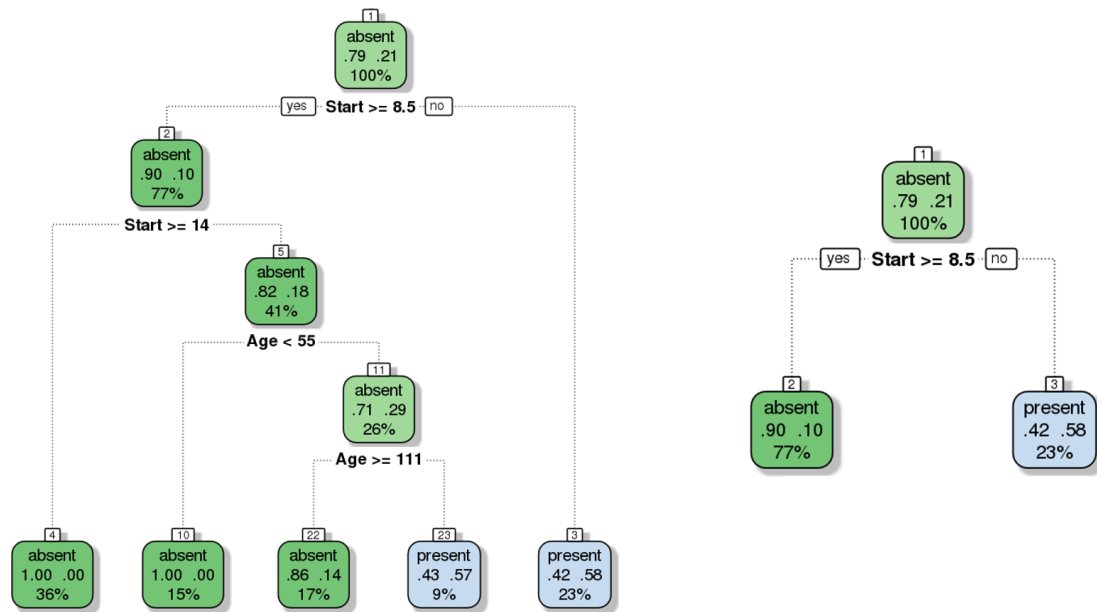 1
absent
.79 .21
100%
yes Start >= 8.5 no
2
absent
.90 .10
77%
Start >= 14
5
absent
.82 .18
41%
Age < 55
11
absent
.71 .29
26%
Age >= 111
4
absent
1.00 .00
36%
10
absent
1.00 .00
15%
22
absent
.86 .14
17%
23
present
.43 .57
9%
3
present
.42 .58
23%
1
absent
.79 .21
100%
yes Start >= 8.5 no
2
absent
.90 .10
77%
3
present
.42 .58
23%